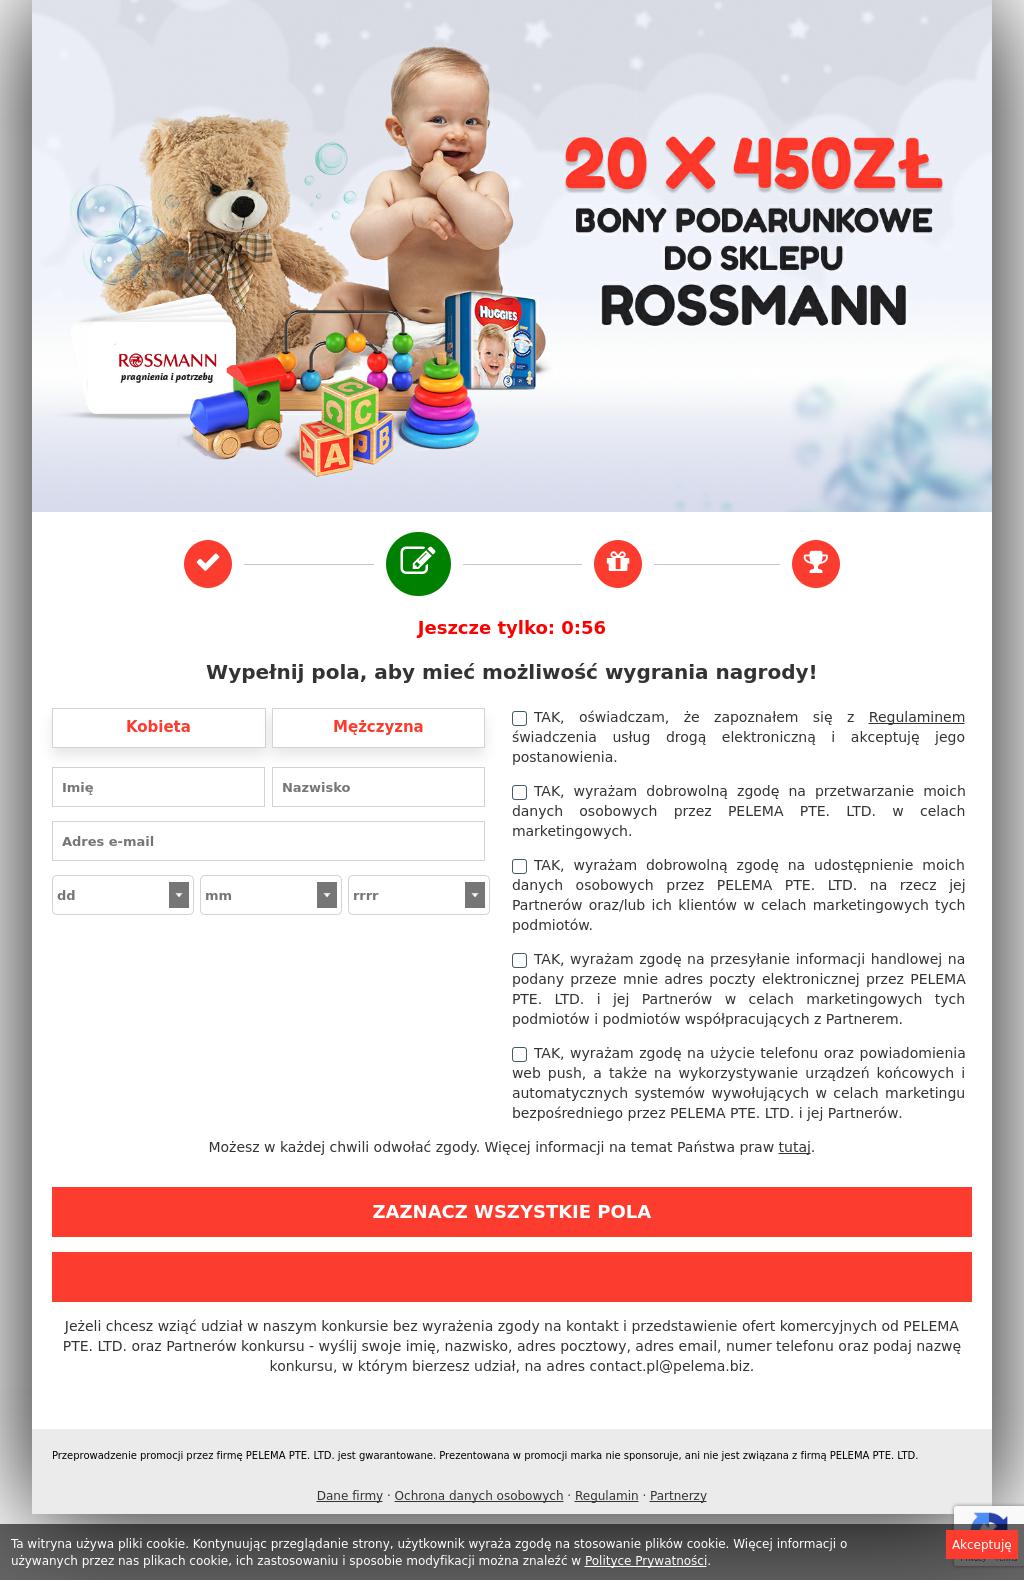 20 X 450ZŁ
BONY PODARUNKOWE
DO SKLEPU
ROSSMANN
HUGGIES
3
ROSSMANN
pragnienia i potrzeby
C
A
B
Jeszcze tylko: 0:56
Wypełnij pola, aby mieć możliwość wygrania nagrody!
Kobieta
Mężczyzna
Imię
Nazwisko
Adres e-mail
dd
mm
rrrr
TAK, oświadczam, że zapoznałem się z Regulaminem
świadczenia usług drogą elektroniczną i akceptuję jego
postanowienia.
TAK, wyrażam dobrowolną zgodę na przetwarzanie moich
danych osobowych przez PELEMA PTE. LTD. w celach
marketingowych.
TAK, wyrażam dobrowolną zgodę na udostępnienie moich
danych osobowych przez PELEMA PTE. LTD. na rzecz jej
Partnerów oraz/lub ich klientów w celach marketingowych tych
podmiotów.
TAK, wyrażam zgodę na przesyłanie informacji handlowej na
podany przeze mnie adres poczty elektronicznej przez PELEMA
PTE. LTD. i jej Partnerów w celach marketingowych tych
podmiotów i podmiotów współpracujących z Partnerem.
TAK, wyrażam zgodę na użycie telefonu oraz powiadomienia
web push, a także na wykorzystywanie urządzeń końcowych i
automatycznych systemów wywołujących w celach marketingu
bezpośredniego przez PELEMA PTE. LTD. i jej Partnerów.
Możesz w każdej chwili odwołać zgody. Więcej informacji na temat Państwa praw tutaj.
ZAZNACZ WSZYSTKIE POLA
Jeżeli chcesz wziąć udział w naszym konkursie bez wyrażenia zgody na kontakt i przedstawienie ofert komercyjnych od PELEMA
PTE. LTD. oraz Partnerów konkursu - wyślij swoje imię, nazwisko, adres pocztowy, adres email, numer telefonu oraz podaj nazwę
konkursu, w którym bierzesz udział, na adres contact.pl@pelema.biz.
Przeprowadzenie promocji przez firmę PELEMA PTE. LTD. jest gwarantowane. Prezentowana w promocji marka nie sponsoruje, ani nie jest związana z firmą PELEMA PTE. LTD.
Dane firmy · Ochrona danych osobowych · Regulamin · Partnerzy
Ta witryna używa pliki cookie. Kontynuując przeglądanie strony, użytkownik wyraża zgodę na stosowanie plików cookie. Więcej informacji o
używanych przez nas plikach cookie, ich zastosowaniu i sposobie modyfikacji można znaleźć w Polityce Prywatności.
Akceptuję